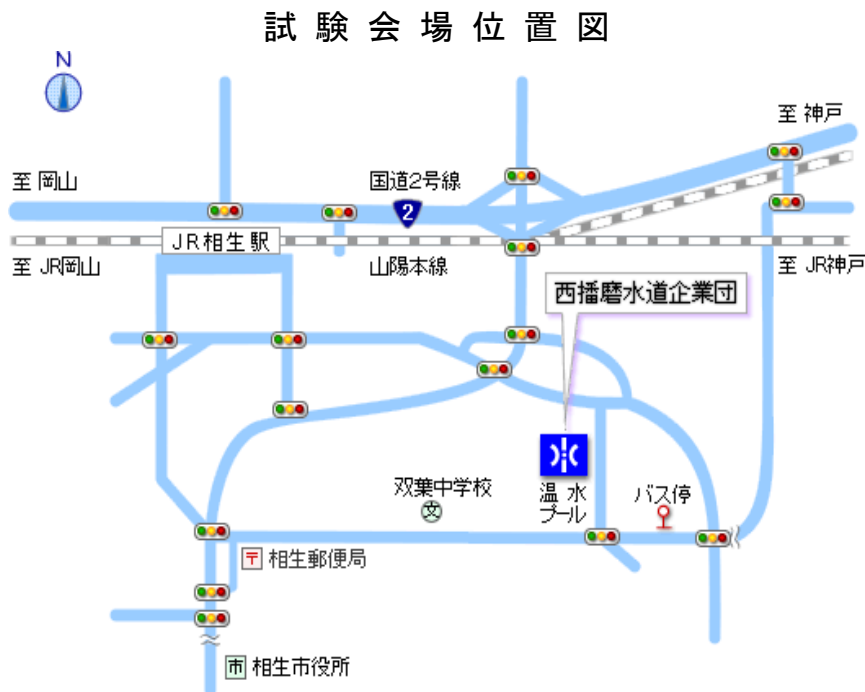 試験会場位置図
N
至 神戸
至 岡山
国道2号線
2
JR相生駅
至 JR岡山
山陽本線
至 JR神戸
西播磨水道企業団
双葉中学校
文
温水
プール
バス停
〒 相生郵便局
市 相生市役所